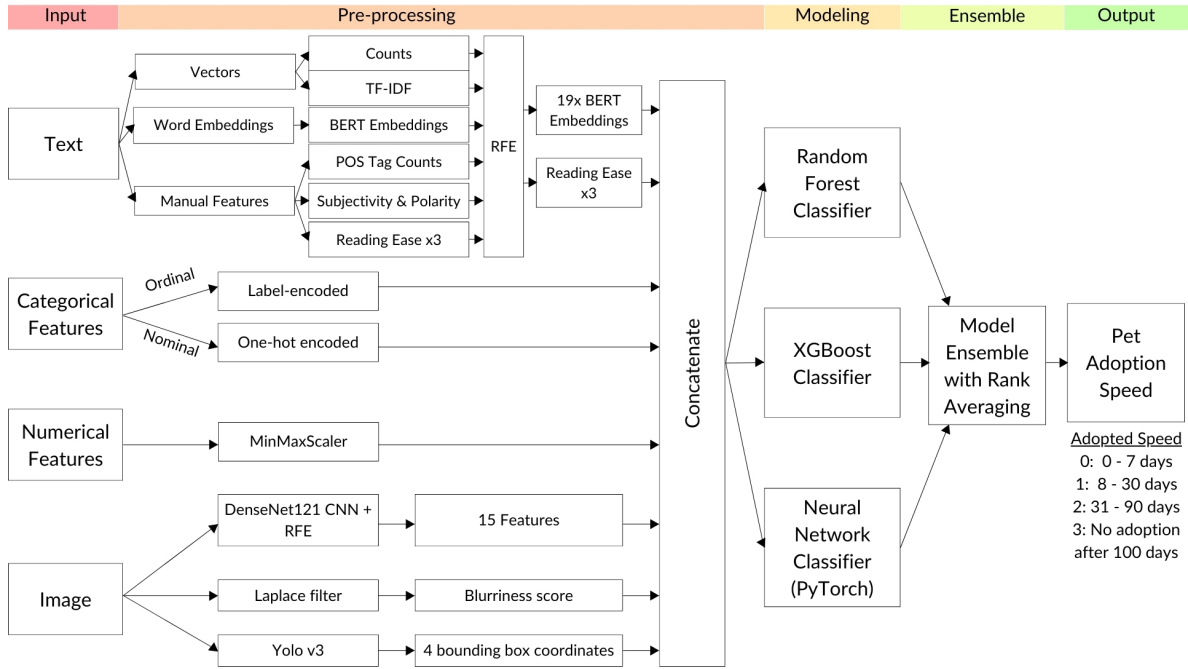 Input
Pre-processing
Modeling
Ensemble
Output
Text
Vectors
Counts
TF-IDF
Word Embeddings
BERT Embeddings
Manual Features
POS Tag Counts
Subjectivity & Polarity
Reading Ease x3
RFE
19x BERT
Embeddings
Reading Ease
x3
Categorical
Features
Ordinal
Nominal
Label-encoded
One-hot encoded
Numerical
Features
MinMaxScaler
Image
DenseNet121 CNN +
RFE
15 Features
Laplace filter
Blurriness score
Yolo v3
4 bounding box coordinates
Concatenate
Random
Forest
Classifier
XGBoost
Classifier
Neural
Network
Classifier
(PyTorch)
Model
Ensemble
with Rank
Averaging
Pet
Adoption
Speed
Adopted Speed
0: 0 - 7 days
1: 8 - 30 days
2: 31 - 90 days
3: No adoption
after 100 days